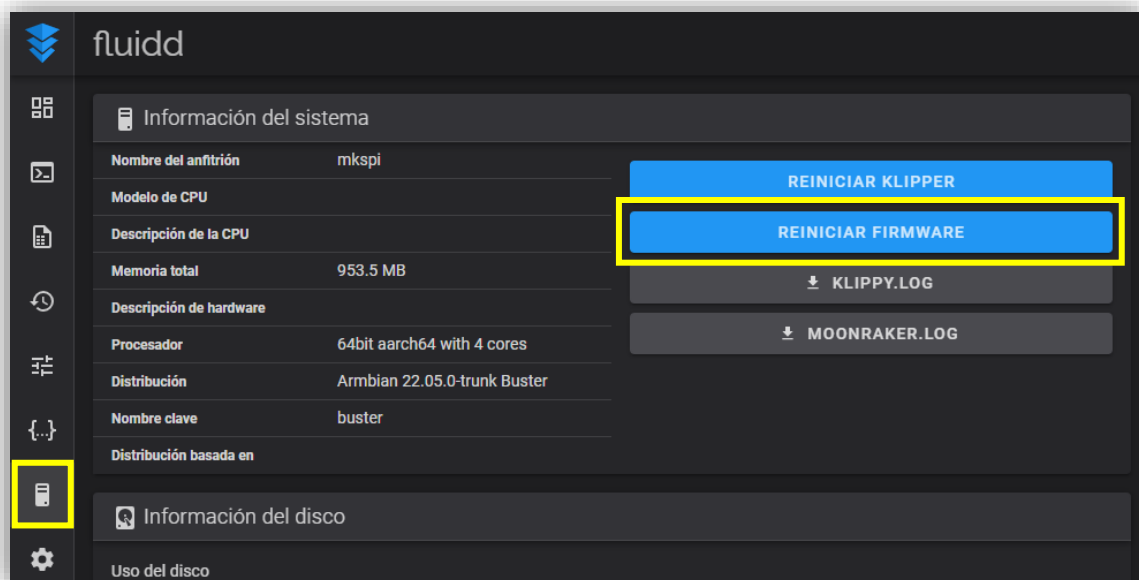 fluidd
Información del sistema
Nombre del anfitrión mkspi
Modelo de CPU
Descripción de la CPU
Memoria total 953.5 MB
Descripción de hardware
Procesador 64bit aarch64 with 4 cores
Distribución Armbian 22.05.0-trunk Buster
Nombre clave buster
Distribución basada en
REINICIAR KLIPPER
REINICIAR FIRMWARE
KLIPPY.LOG
MOONRAKER.LOG
{...}
Información del disco
Uso del disco